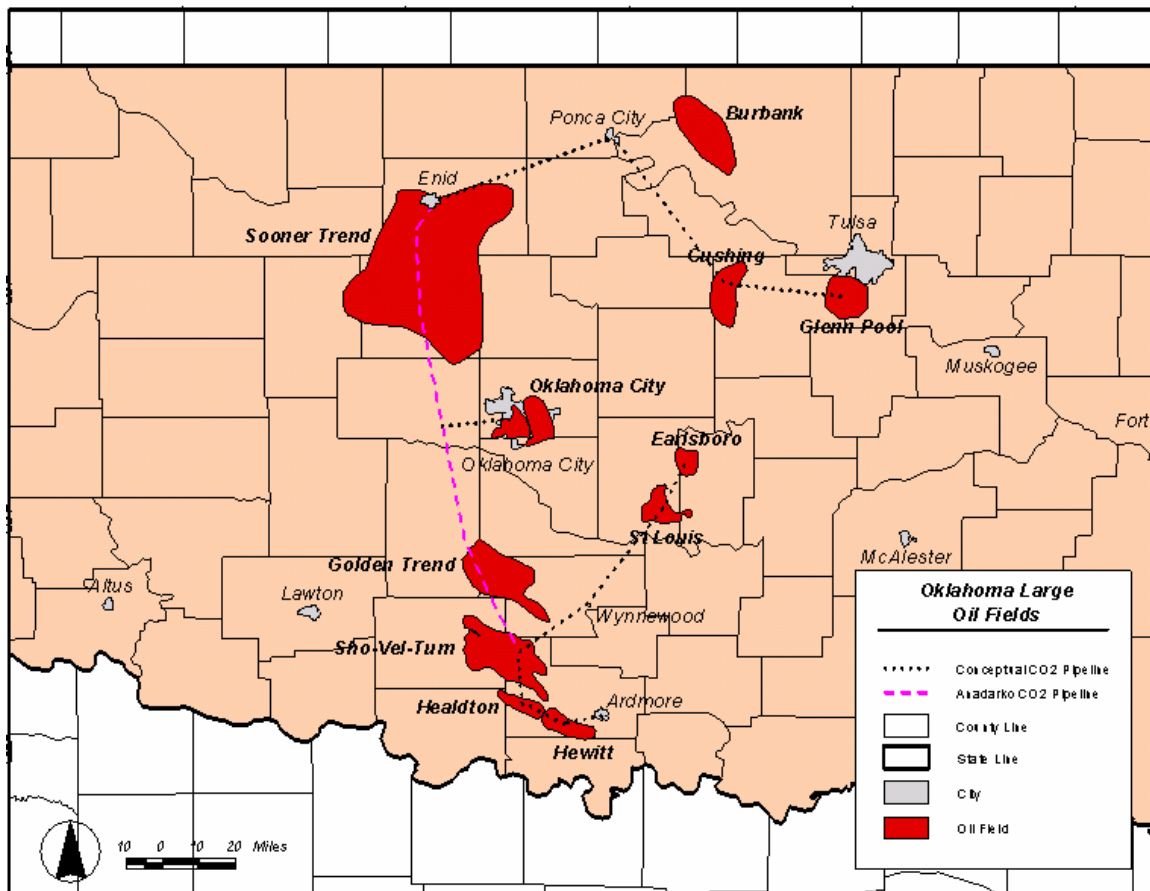 Burbank
Ponca City
Enid
Tulsa
Sooner Trend
Cushing
Glenn Pool
Muskogee
Oklahoma City
Fort
Earlsboro
Oklahoma City
St Louis
McAlester
Golden Trend
Altus
Lawton
Wynnewood
Sho-Vel-Tum
Healdton
Ardmore
Hewitt
Oklahoma Large
Oil Fields
Conceptual CO2 Pipeline
Anadarko CO2 Pipeline
County Line
State Line
City
Oil Field
10 0 10 20 Miles